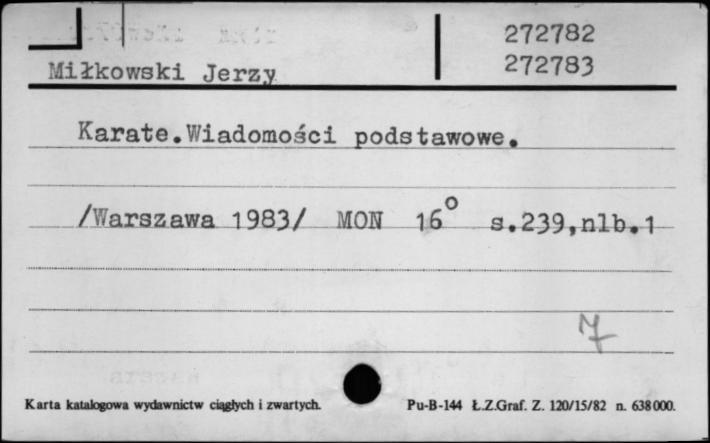 272782
272783
Miłkowski Jerzy
Karate.Wiadomości podstawowe.
/Warszawa 1983/ MON 16° s.239,nlb.1
7
Karta katalogowa wydawnictw ciągłych i zwartych. Pu-B-144 Ł.Z.Graf. Z. 120/15/82 n. 638000.